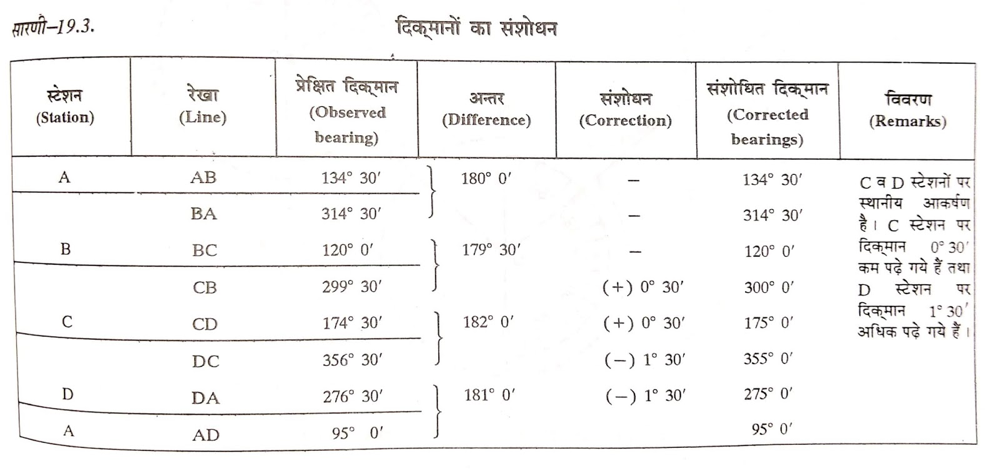 सारणी–19.3. दिक्‌मानों का संशोधन
स्टेशन (Station) रेखा (Line) प्रेक्षित दिक्‌मान (Observed bearing) अन्तर (Difference) संशोधन (Correction) संशोधित दिक्‌मान (Corrected bearings) विवरण (Remarks)
A AB 134° 30′ 180° 0′ – 134° 30′
BA 314° 30′ – 314° 30′
B BC 120° 0′ 179° 30′ – 120° 0′
CB 299° 30′ (+) 0° 30′ 300° 0′
C CD 174° 30′ 182° 0′ (+) 0° 30′ 175° 0′
DC 356° 30′ (–) 1° 30′ 355° 0′
D DA 276° 30′ 181° 0′ (–) 1° 30′ 275° 0′
A AD 95° 0′ 95° 0′
C व D स्टेशनों पर
स्थानीय आकर्षण
है। C स्टेशन पर
दिक्‌मान 0° 30′
कम पढ़े गये हैं तथा
D स्टेशन पर
दिक्‌मान 1° 30′
अधिक पढ़े गये हैं।